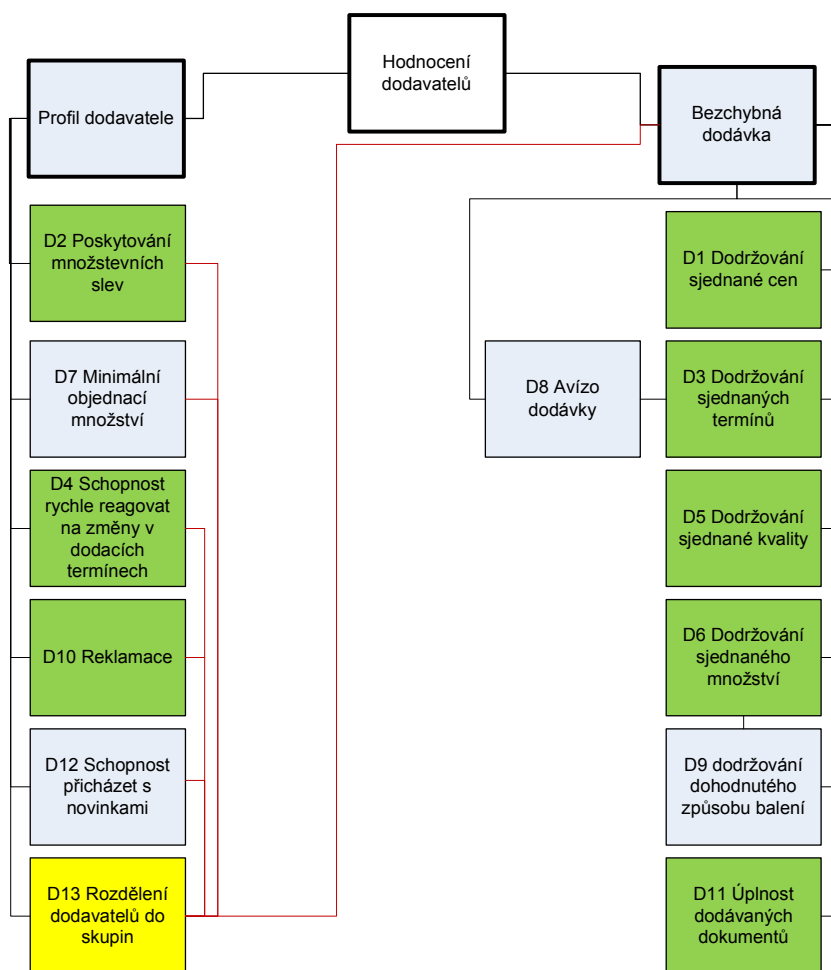 Hodnocení
dodavatelů
Profil dodavatele
Bezchybná
dodávka
D2 Poskytování
množstevních
slev
D1 Dodržování
sjednané cen
D7 Minimální
objednací
množství
D8 Avízo
dodávky
D3 Dodržování
sjednaných
termínů
D4 Schopnost
rychle reagovat
na změny v
dodacích
termínech
D5 Dodržování
sjednané kvality
D10 Reklamace
D6 Dodržování
sjednaného
množství
D12 Schopnost
přicházet s
novinkami
D9 dodržování
dohodnutého
způsobu balení
D13 Rozdělení
dodavatelů do
skupin
D11 Úplnost
dodávaných
dokumentů